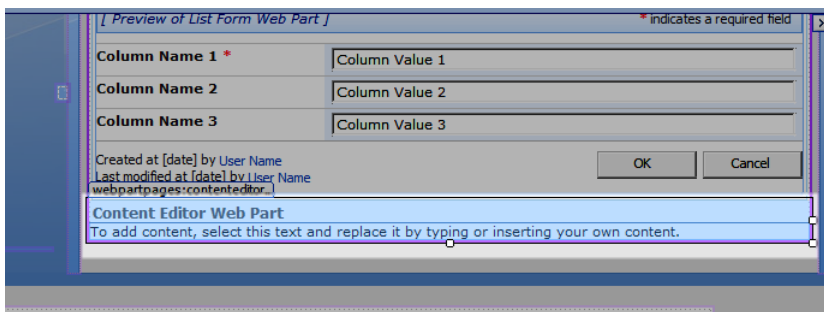 [ Preview of List Form Web Part ] * indicates a required field
Column Name 1 * Column Value 1
Column Name 2 Column Value 2
Column Name 3 Column Value 3
Created at [date] by User Name OK Cancel
Last modified at [date] by User Name
webpartpages:contenteditor...
Content Editor Web Part
To add content, select this text and replace it by typing or inserting your own content.